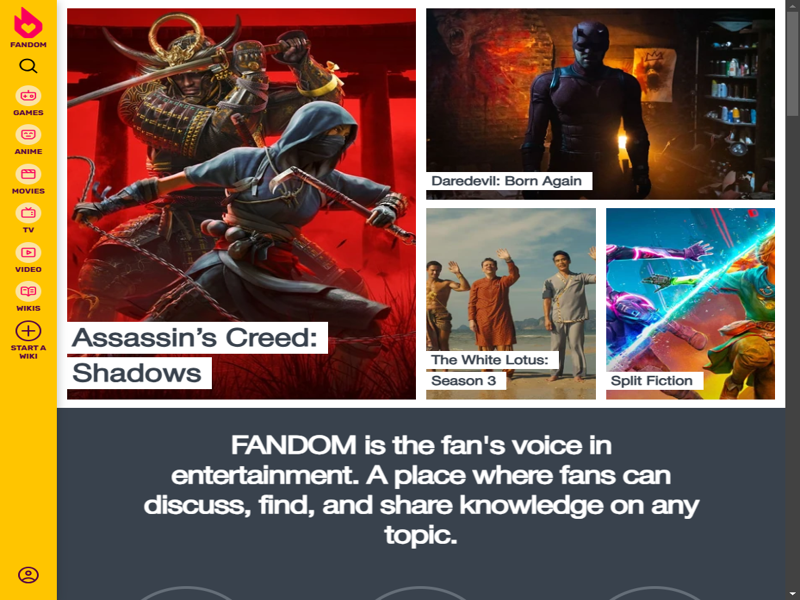 FANDOM
GAMES
ANIME
MOVIES
TV
VIDEO
WIKIS
START A
WIKI
Assassin’s Creed:
Shadows
Daredevil: Born Again
The White Lotus:
Season 3
Split Fiction
FANDOM is the fan's voice in
entertainment. A place where fans can
discuss, find, and share knowledge on any
topic.